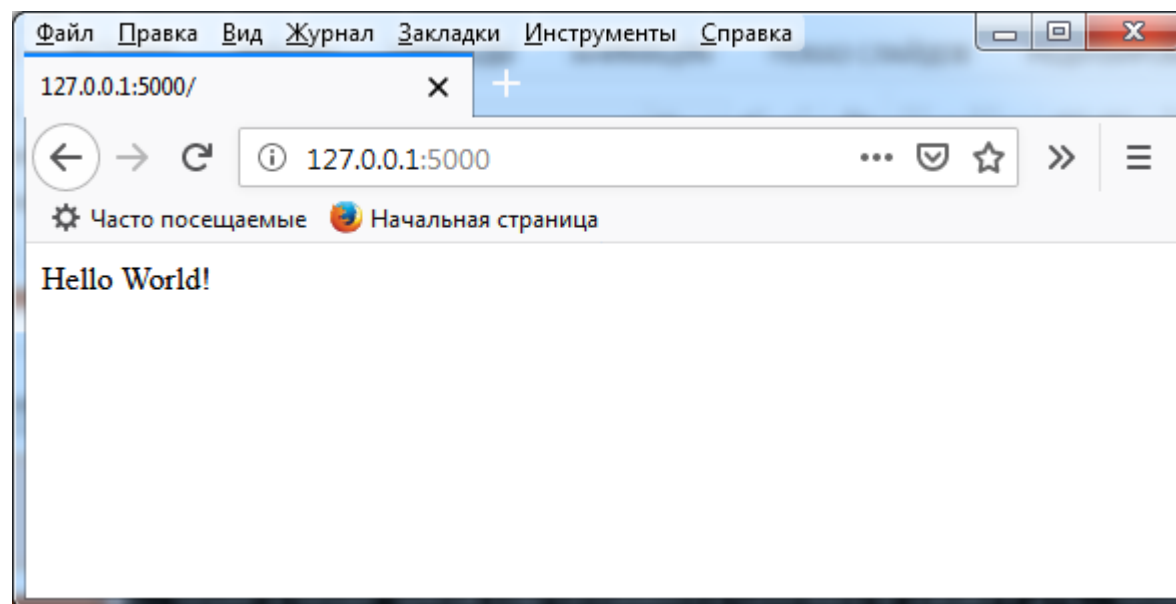 Файл Правка Вид Журнал Закладки Инструменты Справка
127.0.0.1:5000/
127.0.0.1:5000
Часто посещаемые Начальная страница
Hello World!